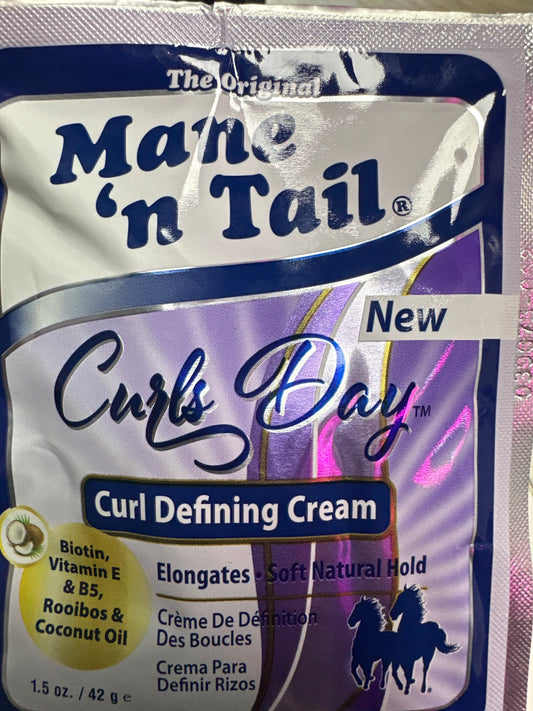 The Original
Mane
'n Tail®
New
Curls Day™
Curl Defining Cream
Biotin,
Vitamin E
& B5,
Rooibos &
Coconut Oil
Elongates • Soft Natural Hold
Crème De Définition
Des Boucles
Crema Para
Definir Rizos
1.5 oz. / 42 g e